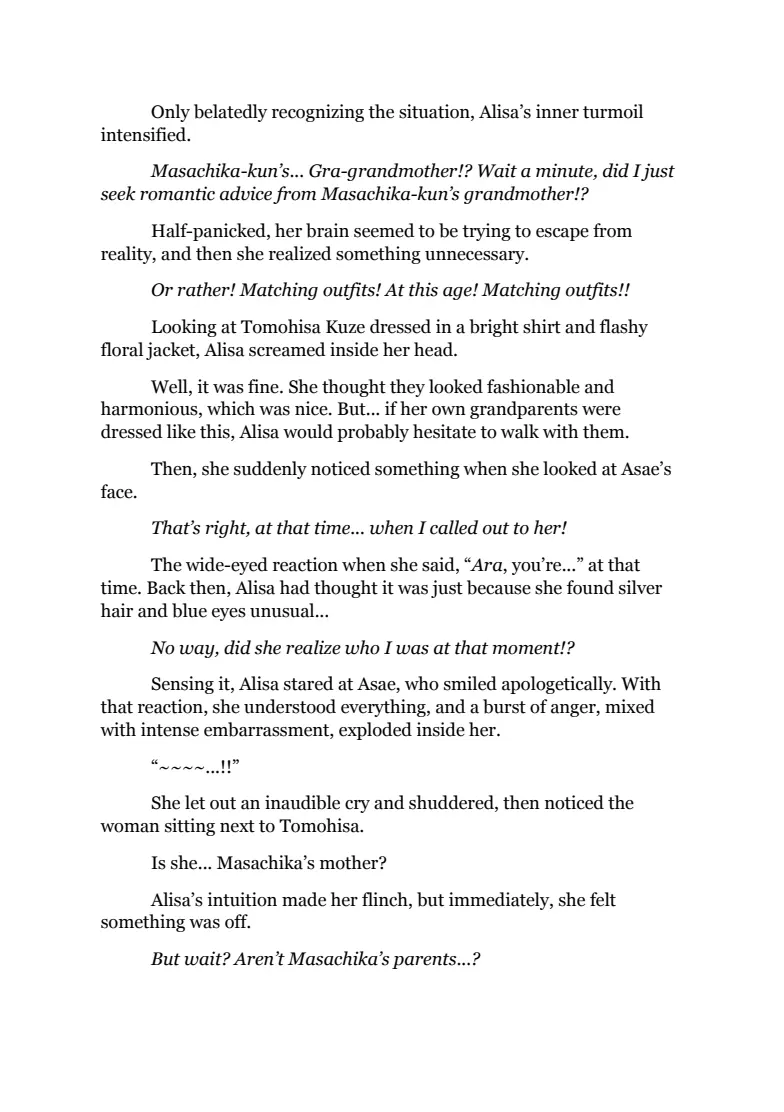 Only belatedly recognizing the situation, Alisa’s inner turmoil
intensified.
Masachika-kun’s... Gra-grandmother!? Wait a minute, did I just
seek romantic advice from Masachika-kun’s grandmother!?
Half-panicked, her brain seemed to be trying to escape from
reality, and then she realized something unnecessary.
Or rather! Matching outfits! At this age! Matching outfits!!
Looking at Tomohisa Kuze dressed in a bright shirt and flashy
floral jacket, Alisa screamed inside her head.
Well, it was fine. She thought they looked fashionable and
harmonious, which was nice. But... if her own grandparents were
dressed like this, Alisa would probably hesitate to walk with them.
Then, she suddenly noticed something when she looked at Asae’s
face.
That’s right, at that time... when I called out to her!
The wide-eyed reaction when she said, “Ara, you’re...” at that
time. Back then, Alisa had thought it was just because she found silver
hair and blue eyes unusual...
No way, did she realize who I was at that moment!?
Sensing it, Alisa stared at Asae, who smiled apologetically. With
that reaction, she understood everything, and a burst of anger, mixed
with intense embarrassment, exploded inside her.
“~~~~...!!”
She let out an inaudible cry and shuddered, then noticed the
woman sitting next to Tomohisa.
Is she... Masachika’s mother?
Alisa’s intuition made her flinch, but immediately, she felt
something was off.
But wait? Aren’t Masachika’s parents...?